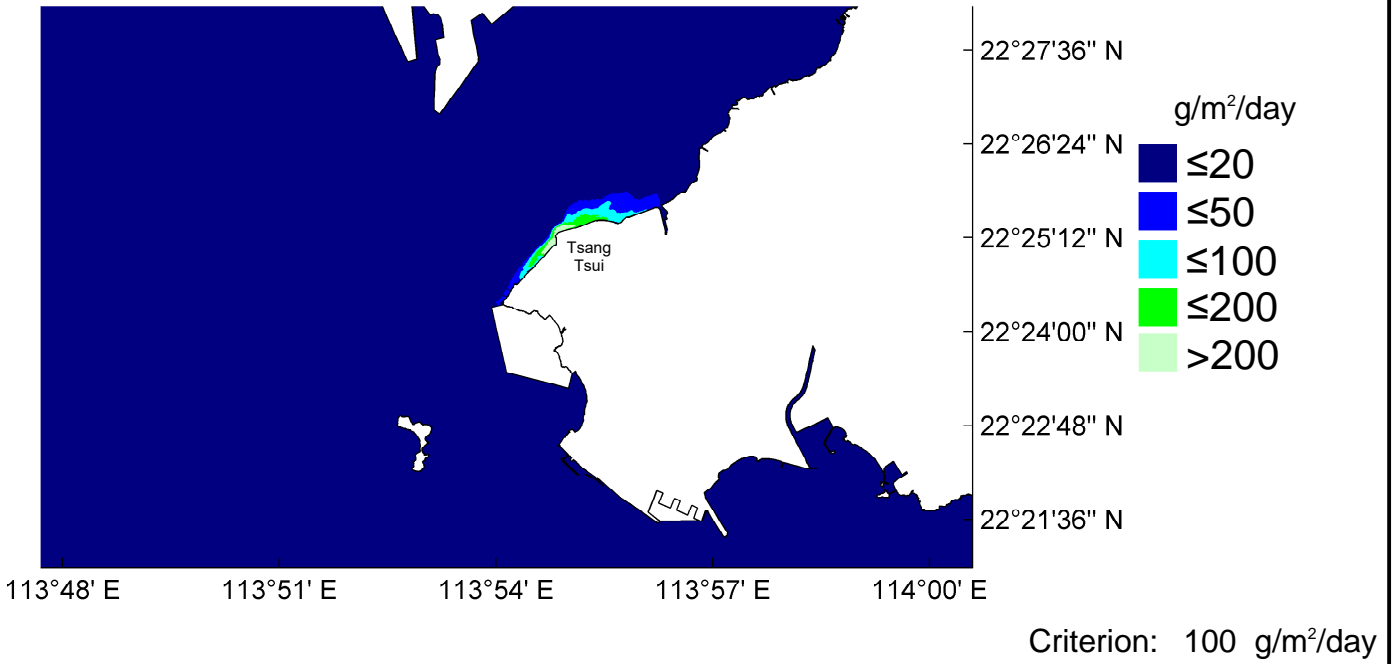 22°27'36" N
g/m²/day
22°26'24" N
≤20
≤50
22°25'12" N
Tsang
Tsui
≤100
≤200
22°24'00" N
>200
22°22'48" N
22°21'36" N
113°48' E 113°51' E 113°54' E 113°57' E 114°00' E
Criterion: 100 g/m²/day